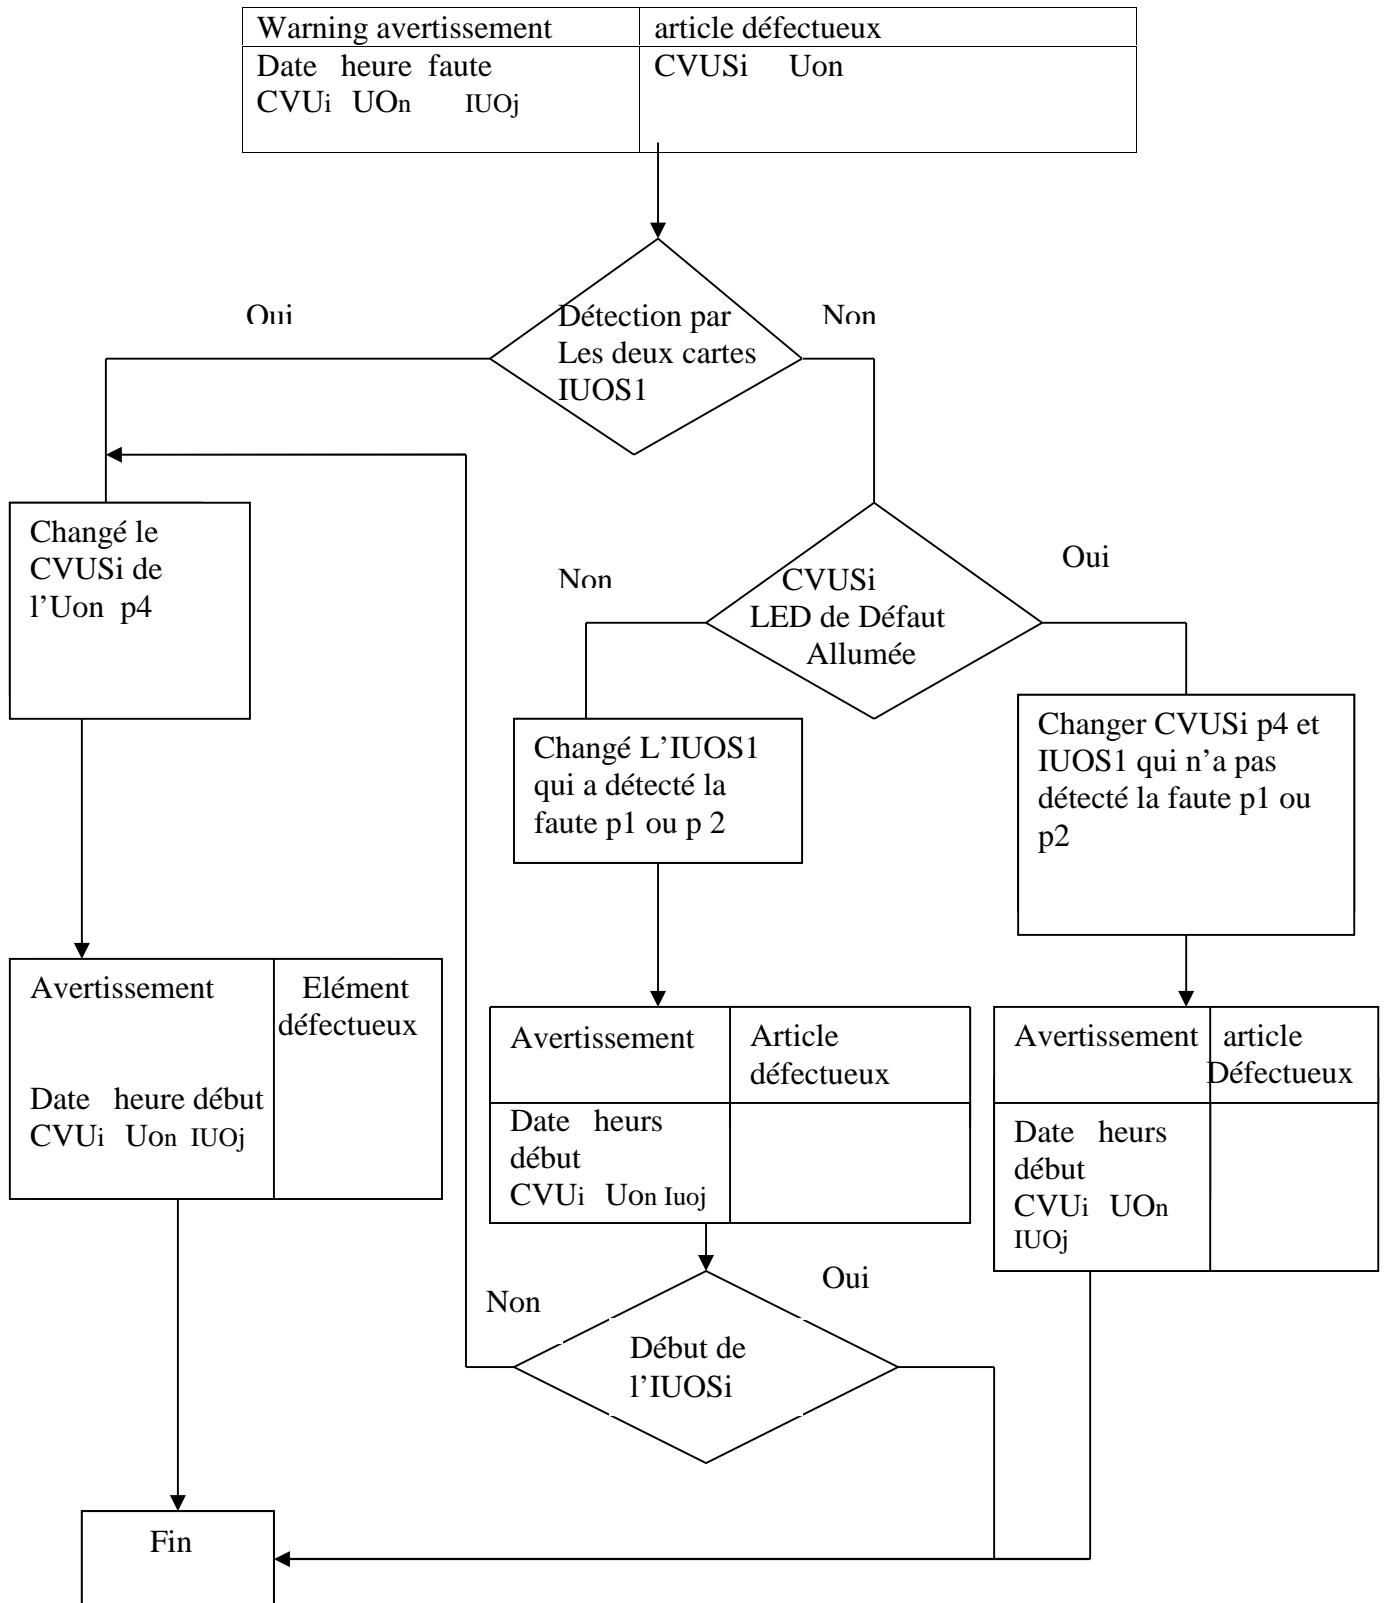 Warning avertissement article défectueux
Date heure faute CVUSi Uon
CVUi UOn IUOj
Oui
Non
Détection par
Les deux cartes
IUOS1
Changé le
CVUSi de
l'Uon p4
Non
Oui
CVUSi
LED de Défaut
Allumée
Changé L'IUOS1
qui a détecté la
faute p1 ou p 2
Changer CVUSi p4 et
IUOS1 qui n'a pas
détecté la faute p1 ou
p2
Avertissement
Elément
défectueux
Date heure début
CVUi Uon IUOj
Avertissement
Article
défectueux
Date heurs
début
CVUi Uon Iuoj
Avertissement
article
Défectueux
Date heurs
début
CVUi UOn
IUOj
Non
Oui
Début de
l'IUOSi
Fin